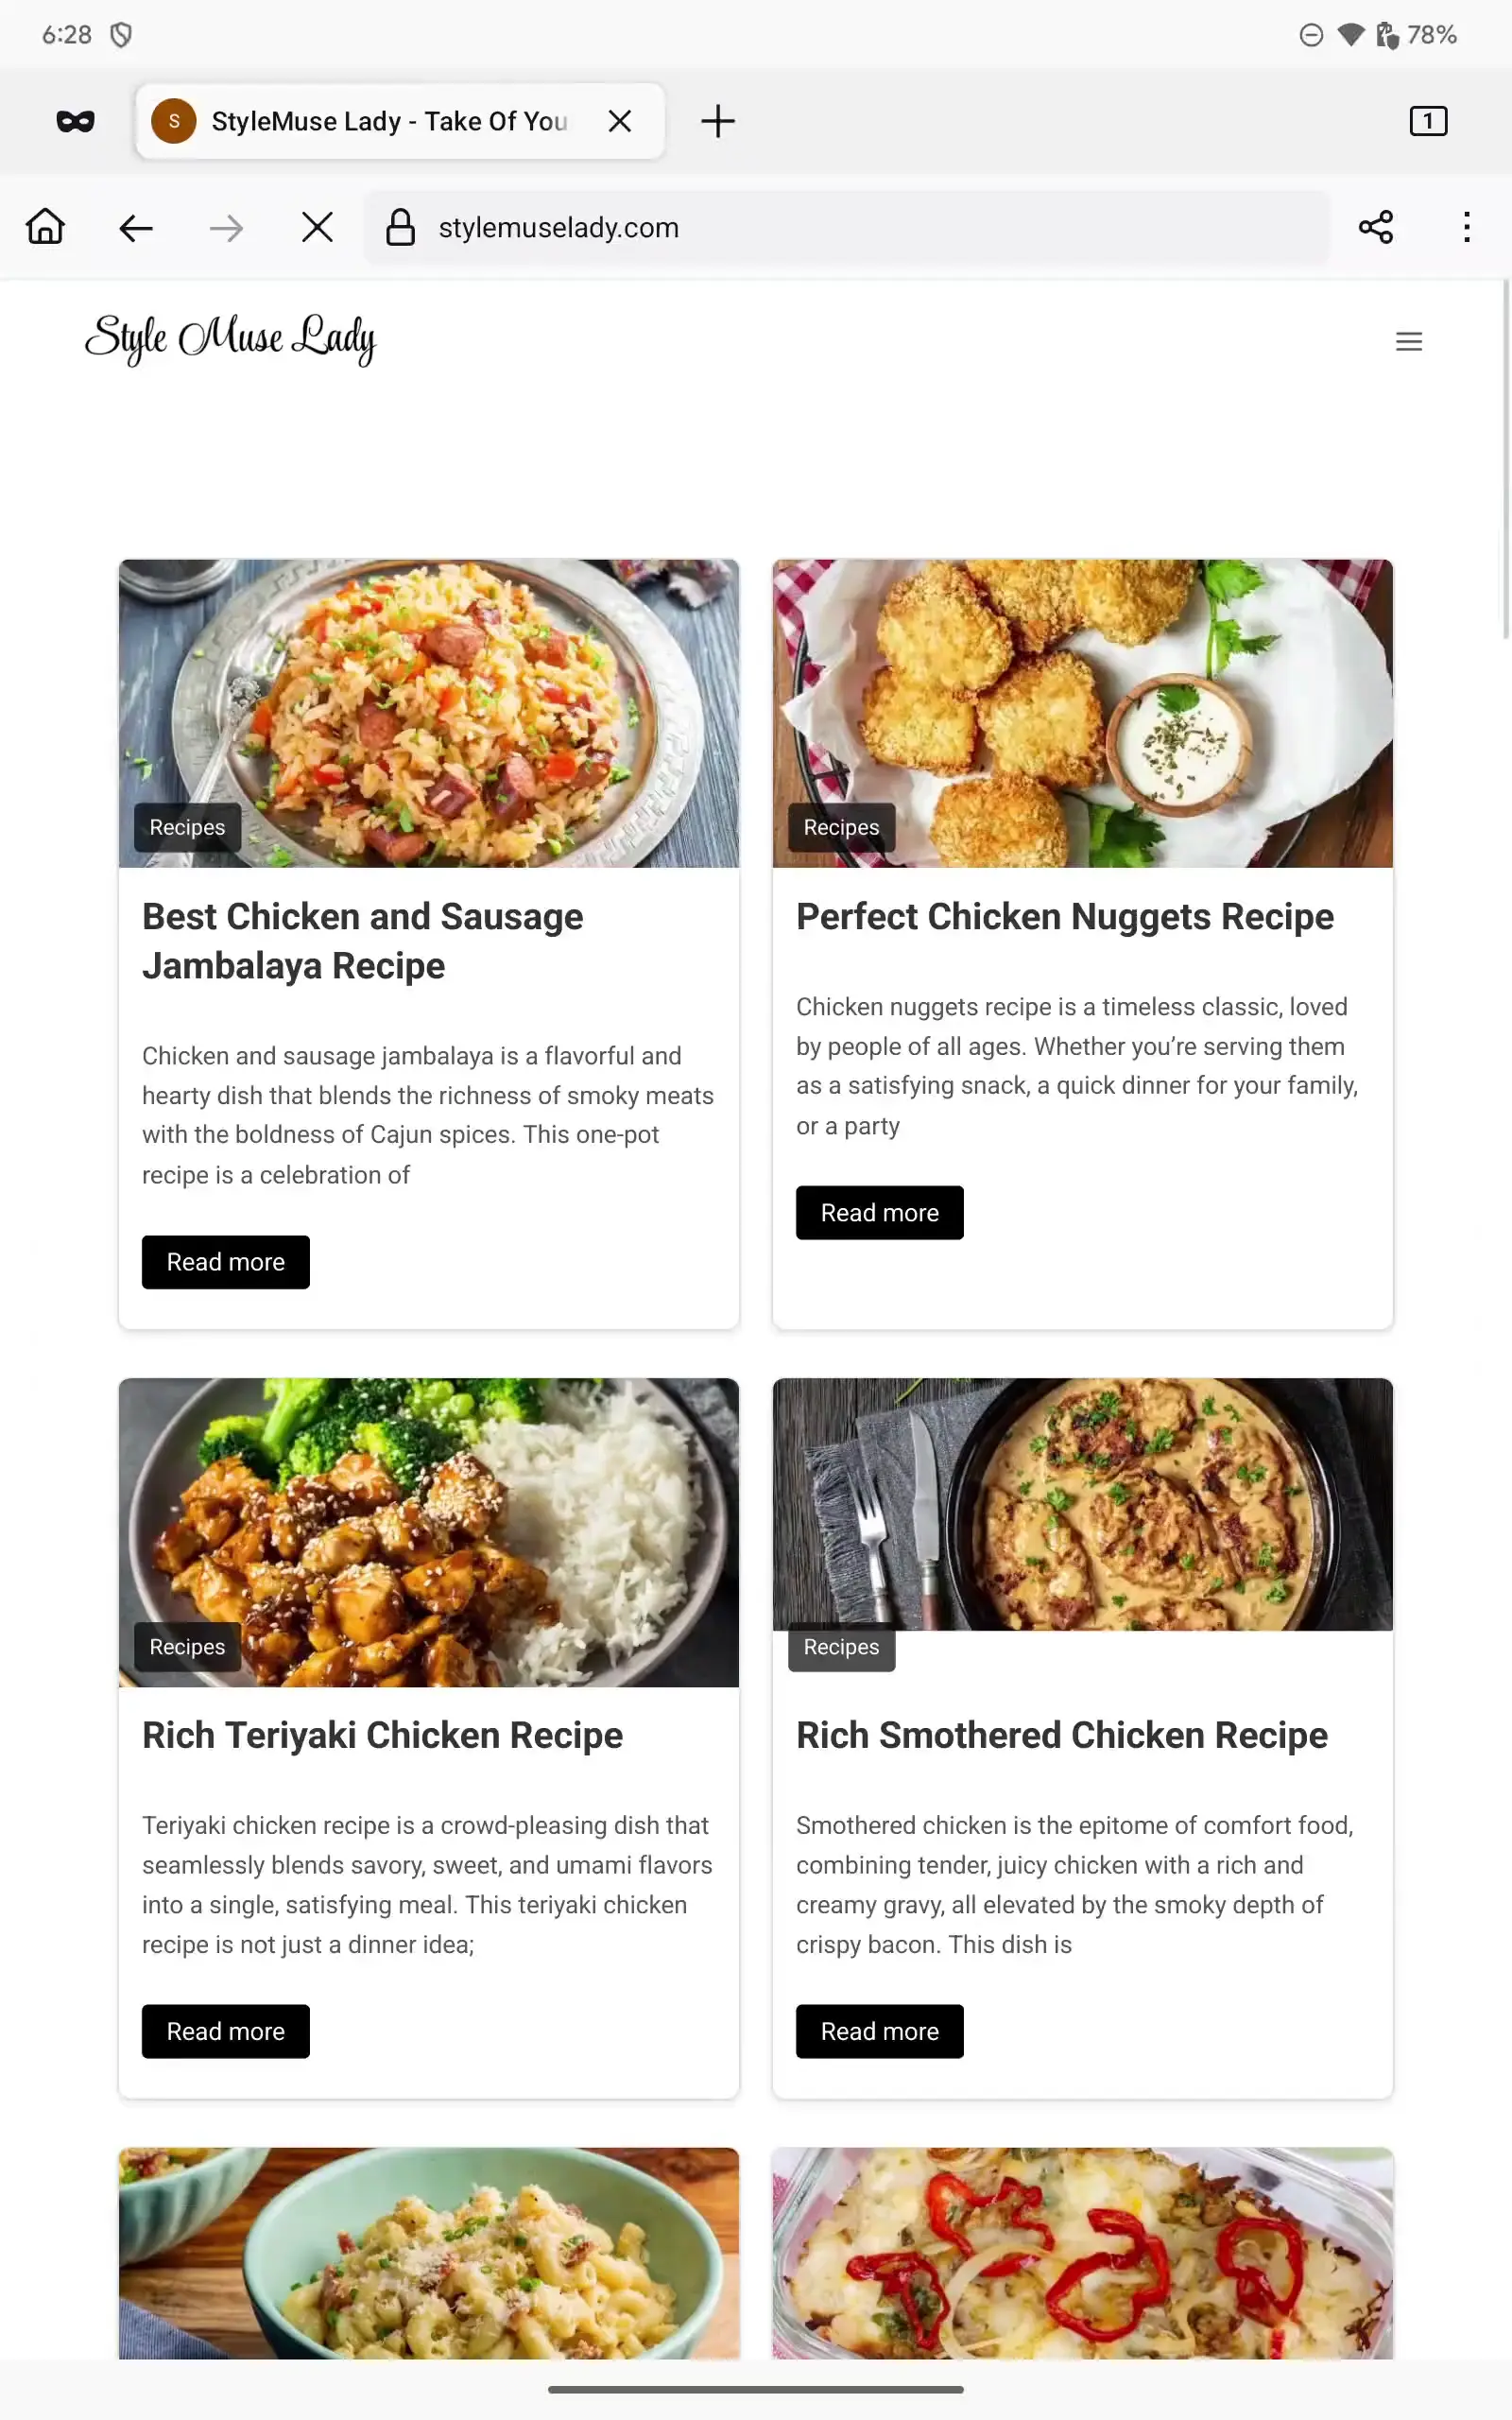 6:28
78%
S
StyleMuse Lady - Take Of You
1
stylemuselady.com
Style Muse Lady
Recipes
Best Chicken and Sausage
Jambalaya Recipe
Chicken and sausage jambalaya is a flavorful and
hearty dish that blends the richness of smoky meats
with the boldness of Cajun spices. This one-pot
recipe is a celebration of
Read more
Recipes
Perfect Chicken Nuggets Recipe
Chicken nuggets recipe is a timeless classic, loved
by people of all ages. Whether you’re serving them
as a satisfying snack, a quick dinner for your family,
or a party
Read more
Recipes
Rich Teriyaki Chicken Recipe
Teriyaki chicken recipe is a crowd-pleasing dish that
seamlessly blends savory, sweet, and umami flavors
into a single, satisfying meal. This teriyaki chicken
recipe is not just a dinner idea;
Read more
Recipes
Rich Smothered Chicken Recipe
Smothered chicken is the epitome of comfort food,
combining tender, juicy chicken with a rich and
creamy gravy, all elevated by the smoky depth of
crispy bacon. This dish is
Read more